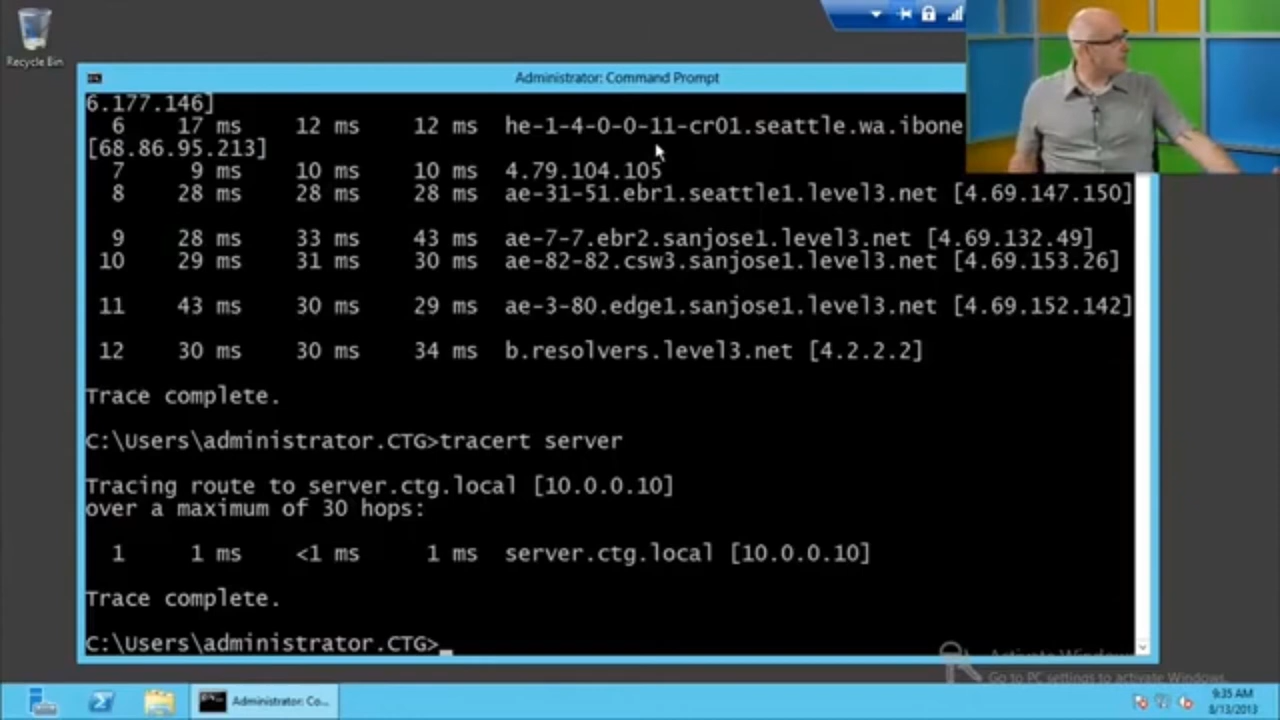 Recycle Bin
Administrator: Command Prompt
6.177.146]
6 17 ms 12 ms 12 ms he-1-4-0-0-11-cr01.seattle.wa.ibone
[68.86.95.213]
7 9 ms 10 ms 10 ms 4.79.104.105
8 28 ms 28 ms 28 ms ae-31-51.ebr1.seattle1.level3.net [4.69.147.150]
9 28 ms 33 ms 43 ms ae-7-7.ebr2.sanjose1.level3.net [4.69.132.49]
10 29 ms 31 ms 30 ms ae-82-82.csw3.sanjose1.level3.net [4.69.153.26]
11 43 ms 30 ms 29 ms ae-3-80.edge1.sanjose1.level3.net [4.69.152.142]
12 30 ms 30 ms 34 ms b.resolvers.level3.net [4.2.2.2]
Trace complete.
C:\Users\administrator.CTG>tracert server
Tracing route to server.ctg.local [10.0.0.10]
over a maximum of 30 hops:
1 1 ms <1 ms 1 ms server.ctg.local [10.0.0.10]
Trace complete.
C:\Users\administrator.CTG>_
Activate Windows
Go to PC settings to activate Windows.
Administrator: Co...
9:35 AM
8/13/2013